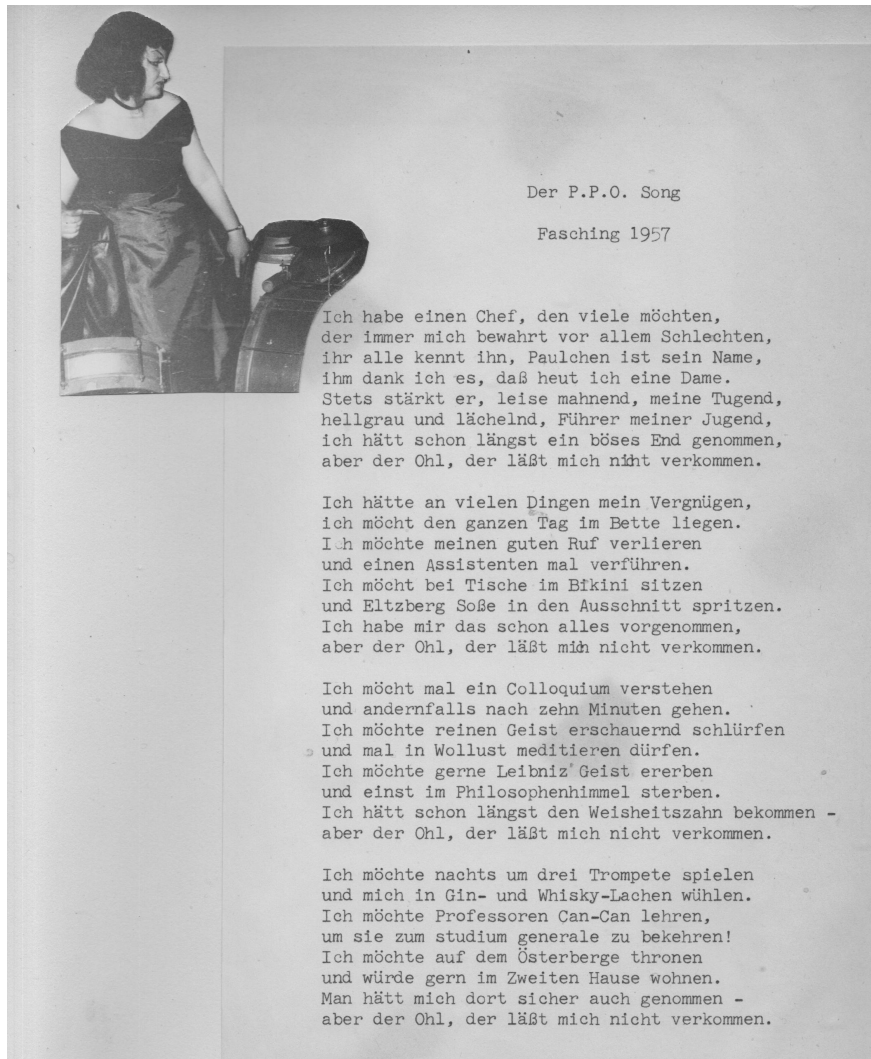 Der P.P.O. Song
Fasching 1957
Ich habe einen Chef, den viele möchten,
der immer mich bewahrt vor allem Schlechten,
ihr alle kennt ihn, Paulchen ist sein Name,
ihm dank ich es, daß heut ich eine Dame.
Stets stärkt er, leise mahnend, meine Tugend,
hellgrau und lächelnd, Führer meiner Jugend,
ich hätt schon längst ein böses End genommen,
aber der Ohl, der läßt mich nicht verkommen.
Ich hätte an vielen Dingen mein Vergnügen,
ich möcht den ganzen Tag im Bette liegen.
Ich möchte meinen guten Ruf verlieren
und einen Assistenten mal verführen.
Ich möcht bei Tische im Bikini sitzen
und Eltzberg Soße in den Ausschnitt spritzen.
Ich habe mir das schon alles vorgenommen,
aber der Ohl, der läßt mich nicht verkommen.
Ich möcht mal ein Colloquium verstehen
und andernfalls nach zehn Minuten gehen.
Ich möchte reinen Geist erschauernd schlürfen
und mal in Wollust meditieren dürfen.
Ich möchte gerne Leibniz' Geist ererben
und einst im Philosophenhimmel sterben.
Ich hätt schon längst den Weisheitszahn bekommen -
aber der Ohl, der läßt mich nicht verkommen.
Ich möchte nachts um drei Trompete spielen
und mich in Gin- und Whisky-Lachen wühlen.
Ich möchte Professoren Can-Can lehren,
um sie zum studium generale zu bekehren!
Ich möchte auf dem Österberge thronen
und würde gern im Zweiten Hause wohnen.
Man hätt mich dort sicher auch genommen -
aber der Ohl, der läßt mich nicht verkommen.